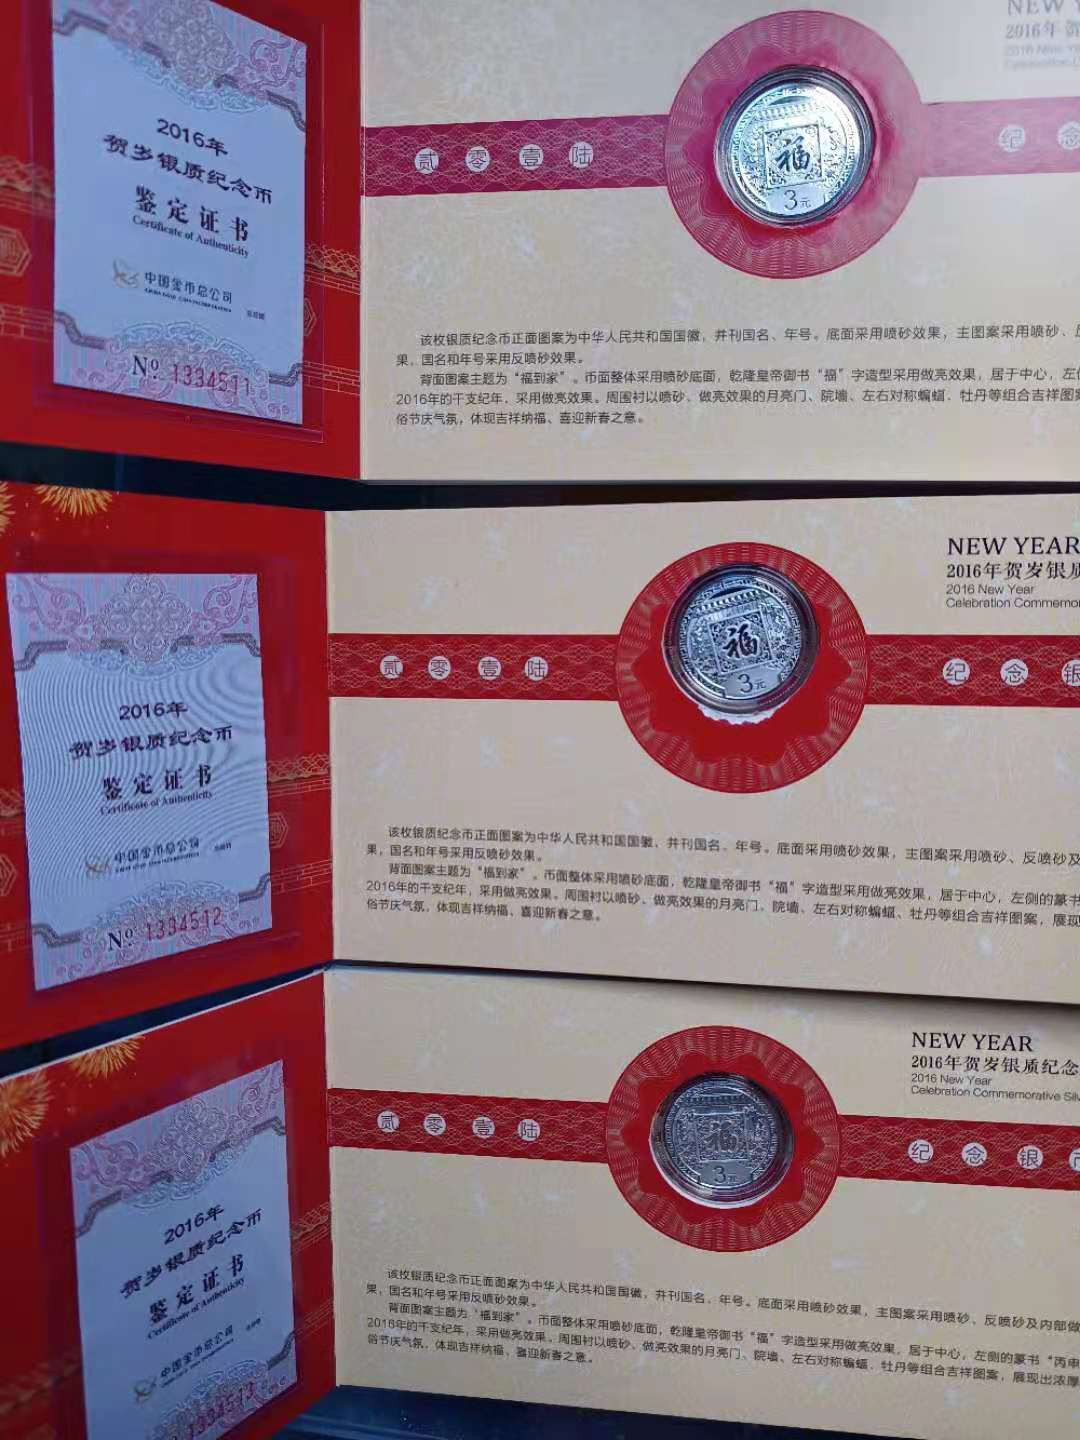 2016年
贺岁银质纪念币
鉴定证书
Certificate of Authenticity
中国金币总公司
CHINA GOLD COIN INCORPORATION
№ 1334511
NEW Y
2016年贺
2016 New Ye
贰零壹陆
纪念
福
3元
该枚银质纪念币正面图案为中华人民共和国国徽，并刊国名、年号。底面采用喷砂效果，主图案采用喷砂、
果，国名和年号采用反喷砂效果。
背面图案主题为“福到家”。币面整体采用喷砂底面，乾隆皇帝御书“福”字造型采用做亮效果，居于中心，左
2016年的干支纪年，采用做亮效果。周围衬以喷砂、做亮效果的月亮门、院墙、左右对称蝙蝠、牡丹等组合吉祥图案
俗节庆气氛，体现吉祥纳福、喜迎新春之意。
2016年
贺岁银质纪念币
鉴定证书
Certificate of Authenticity
中国金币总公司
CHINA GOLD COIN INCORPORATION
№ 1334512
NEW YEAR
2016年贺岁银质
2016 New Year
Celebration Commemor
贰零壹陆
纪念银
福
3元
该枚银质纪念币正面图案为中华人民共和国国徽，并刊国名、年号。底面采用喷砂效果，主图案采用喷砂、反喷砂及
果，国名和年号采用反喷砂效果。
背面图案主题为“福到家”。币面整体采用喷砂底面，乾隆皇帝御书“福”字造型采用做亮效果，居于中心，左侧的篆书
2016年的干支纪年，采用做亮效果。周围衬以喷砂、做亮效果的月亮门、院墙、左右对称蝙蝠、牡丹等组合吉祥图案，展现
俗节庆气氛，体现吉祥纳福、喜迎新春之意。
2016年
贺岁银质纪念币
鉴定证书
Certificate of Authenticity
中国金币总公司
1334513
NEW YEAR
2016年贺岁银质纪念
2016 New Year
Celebration Commemorative Silv
贰零壹陆
纪念银币
福
3元
该枚银质纪念币正面图案为中华人民共和国国徽，并刊国名、年号。底面采用喷砂效果，主图案采用喷砂、反喷砂及内部做
果，国名和年号采用反喷砂效果。
背面图案主题为“福到家”。币面整体采用喷砂底面，乾隆皇帝御书“福”字造型采用做亮效果，居于中心，左侧的篆书“丙申
2016年的干支纪年，采用做亮效果。周围衬以喷砂、做亮效果的月亮门、院墙、左右对称蝙蝠、牡丹等组合吉祥图案，展现出浓厚
俗节庆气氛，体现吉祥纳福、喜迎新春之意。